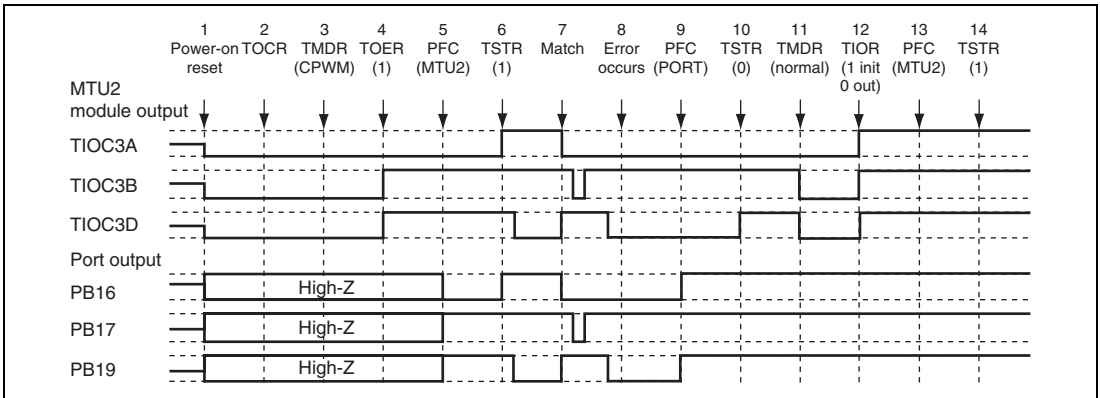 1 2 3 4 5 6 7 8 9 10 11 12 13 14
Power-on TOCR TMDR TOER PFC TSTR Match Error PFC TSTR TMDR TIOR PFC TSTR
reset (CPWM) (1) (MTU2) (1) occurs (PORT) (0) (normal) (1 init (MTU2) (1)
0 out)
MTU2
module output
TIOC3A
TIOC3B
TIOC3D
Port output
PB16 High-Z
PB17 High-Z
PB19 High-Z